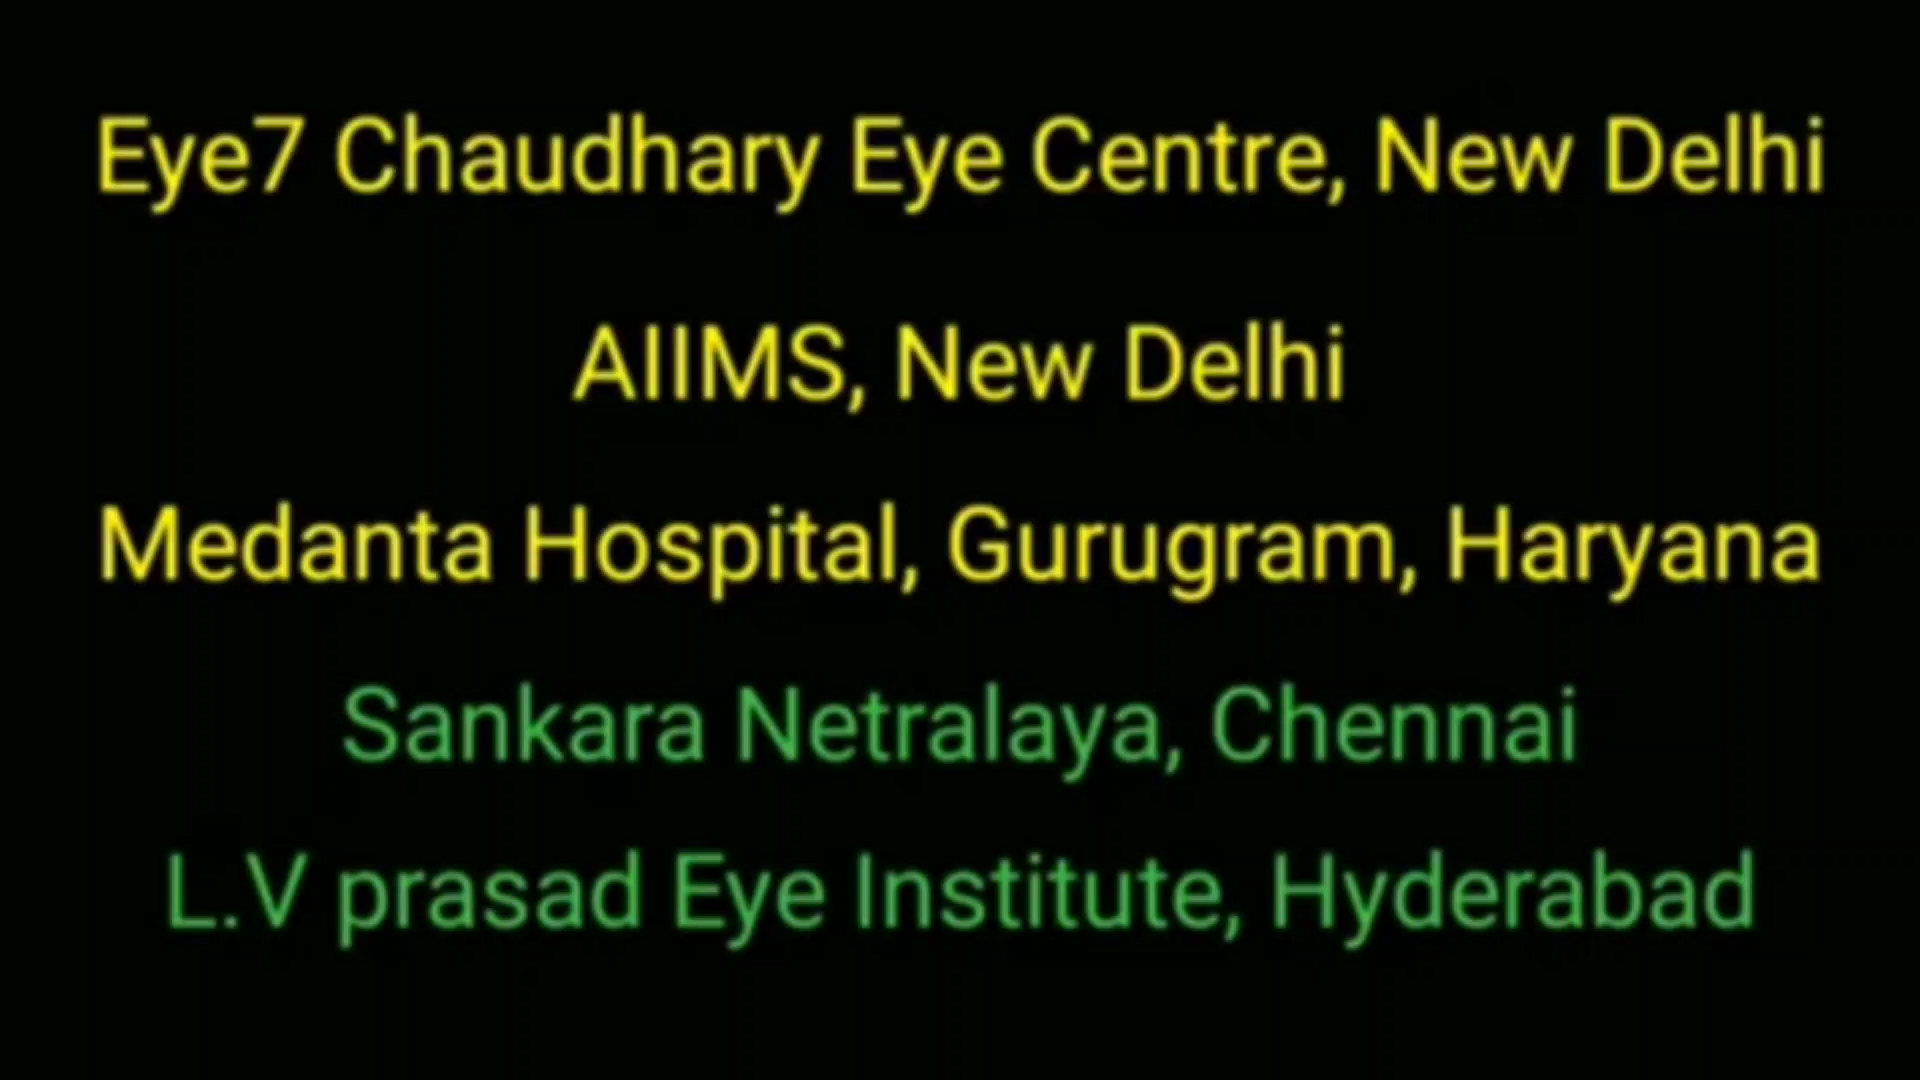 Eye7 Chaudhary Eye Centre, New Delhi
AIIMS, New Delhi
Medanta Hospital, Gurugram, Haryana
Sankara Netralaya, Chennai
L.V prasad Eye Institute, Hyderabad